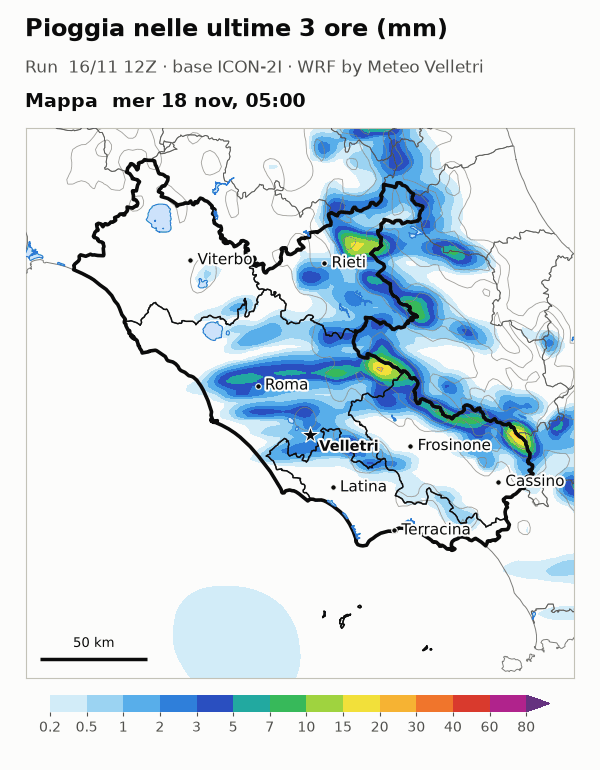 Pioggia nelle ultime 3 ore (mm)
Run  16/11 12Z · base ICON-2I · WRF by Meteo Velletri
Mappa  mer 18 nov, 05:00
Viterbo
Rieti
Roma
Velletri
Frosinone
Cassino
Latina
Terracina
50 km
0.2 0.5 1 2 3 5 7 10 15 20 30 40 60 80